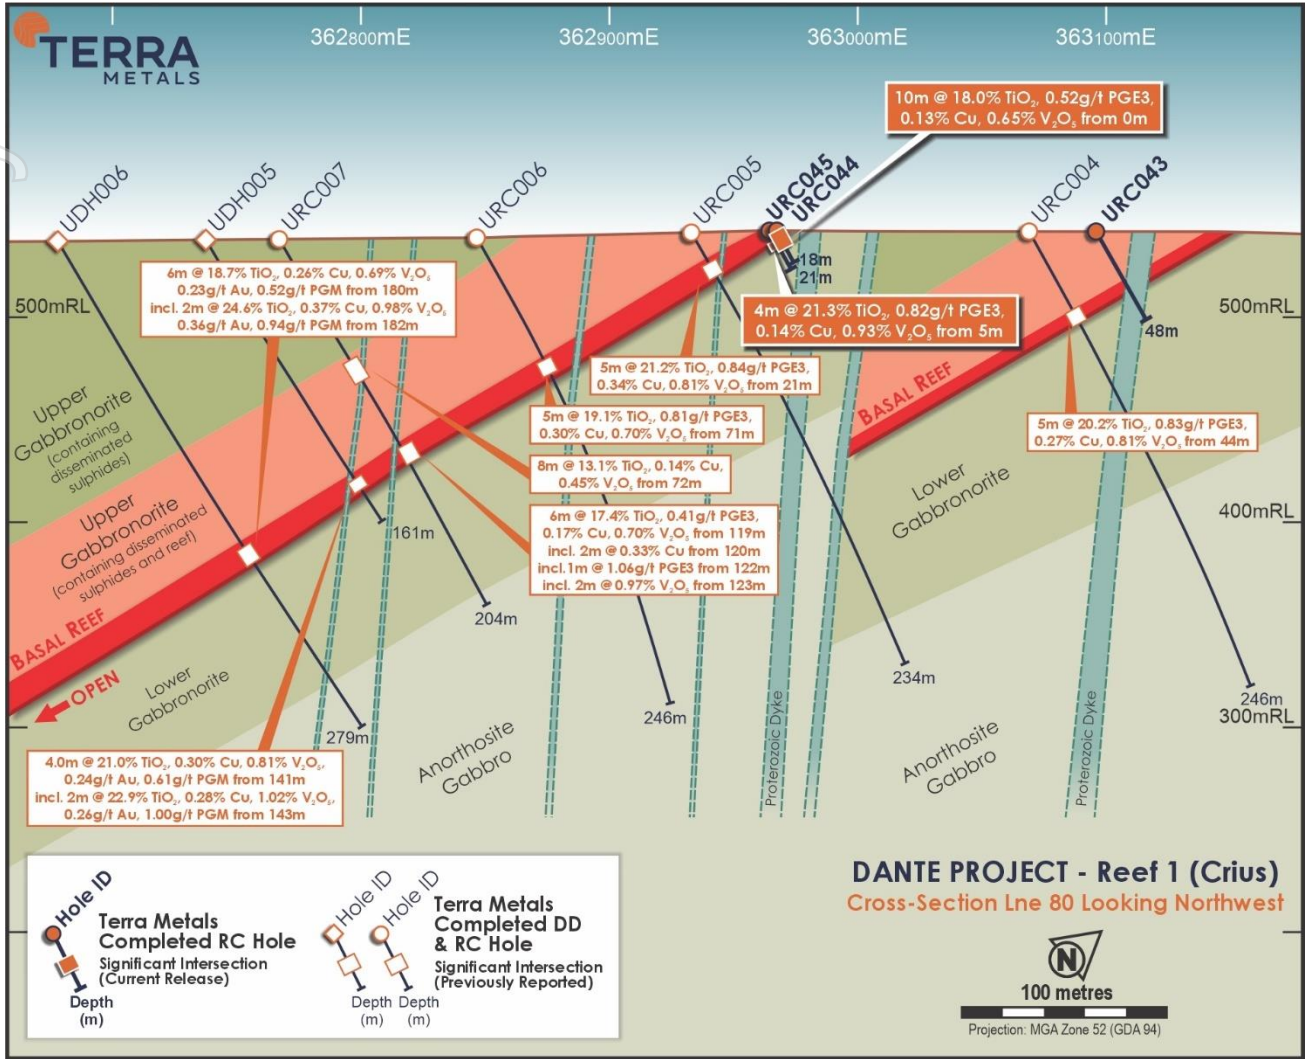 TERRA
METALS
362800mE
362900mE
363000mE
363100mE
10m @ 18.0% TiO₂, 0.52g/t PGE3,
0.13% Cu, 0.65% V₂O₅ from 0m
UDH006
UDH005
URC007
URC006
URC005
URC045
URC044
URC004
URC043
18m
21m
48m
500mRL
500mRL
6m @ 18.7% TiO₂, 0.26% Cu, 0.69% V₂O₅
0.23g/t Au, 0.52g/t PGM from 180m
incl. 2m @ 24.6% TiO₂, 0.37% Cu, 0.98% V₂O₅
0.36g/t Au, 0.94g/t PGM from 182m
4m @ 21.3% TiO₂, 0.82g/t PGE3,
0.14% Cu, 0.93% V₂O₅ from 5m
5m @ 21.2% TiO₂, 0.84g/t PGE3,
0.34% Cu, 0.81% V₂O₅ from 21m
5m @ 19.1% TiO₂, 0.81g/t PGE3,
0.30% Cu, 0.70% V₂O₅ from 71m
8m @ 13.1% TiO₂, 0.14% Cu,
0.45% V₂O₅ from 72m
6m @ 17.4% TiO₂, 0.41g/t PGE3,
0.17% Cu, 0.70% V₂O₅ from 119m
incl. 2m @ 0.33% Cu from 120m
incl.1m @ 1.06g/t PGE3 from 122m
incl. 2m @ 0.97% V₂O₅ from 123m
5m @ 20.2% TiO₂, 0.83g/t PGE3,
0.27% Cu, 0.81% V₂O₅ from 44m
BASAL REEF
Upper
Gabbronorite
(containing
disseminated
sulphides)
Upper
Gabbronorite
(containing disseminated
sulphides and reef)
BASAL REEF
OPEN
Lower
Gabbronorite
Lower
Gabbronorite
400mRL
161m
204m
279m
246m
234m
246m
300mRL
Anorthosite
Gabbro
Proterozoic Dyke
Anorthosite
Gabbro
Proterozoic Dyke
4.0m @ 21.0% TiO₂, 0.30% Cu, 0.81% V₂O₅,
0.24g/t Au, 0.61g/t PGM from 141m
incl. 2m @ 22.9% TiO₂, 0.28% Cu, 1.02% V₂O₅,
0.26g/t Au, 1.00g/t PGM from 143m
Hole ID
Terra Metals
Completed RC Hole
Significant Intersection
(Current Release)
Depth
(m)
Hole ID
Hole ID
Terra Metals
Completed DD
& RC Hole
Significant Intersection
(Previously Reported)
Depth
(m)
Depth
(m)
DANTE PROJECT - Reef 1 (Crius)
Cross-Section Lne 80 Looking Northwest
N
100 metres
Projection: MGA Zone 52 (GDA 94)